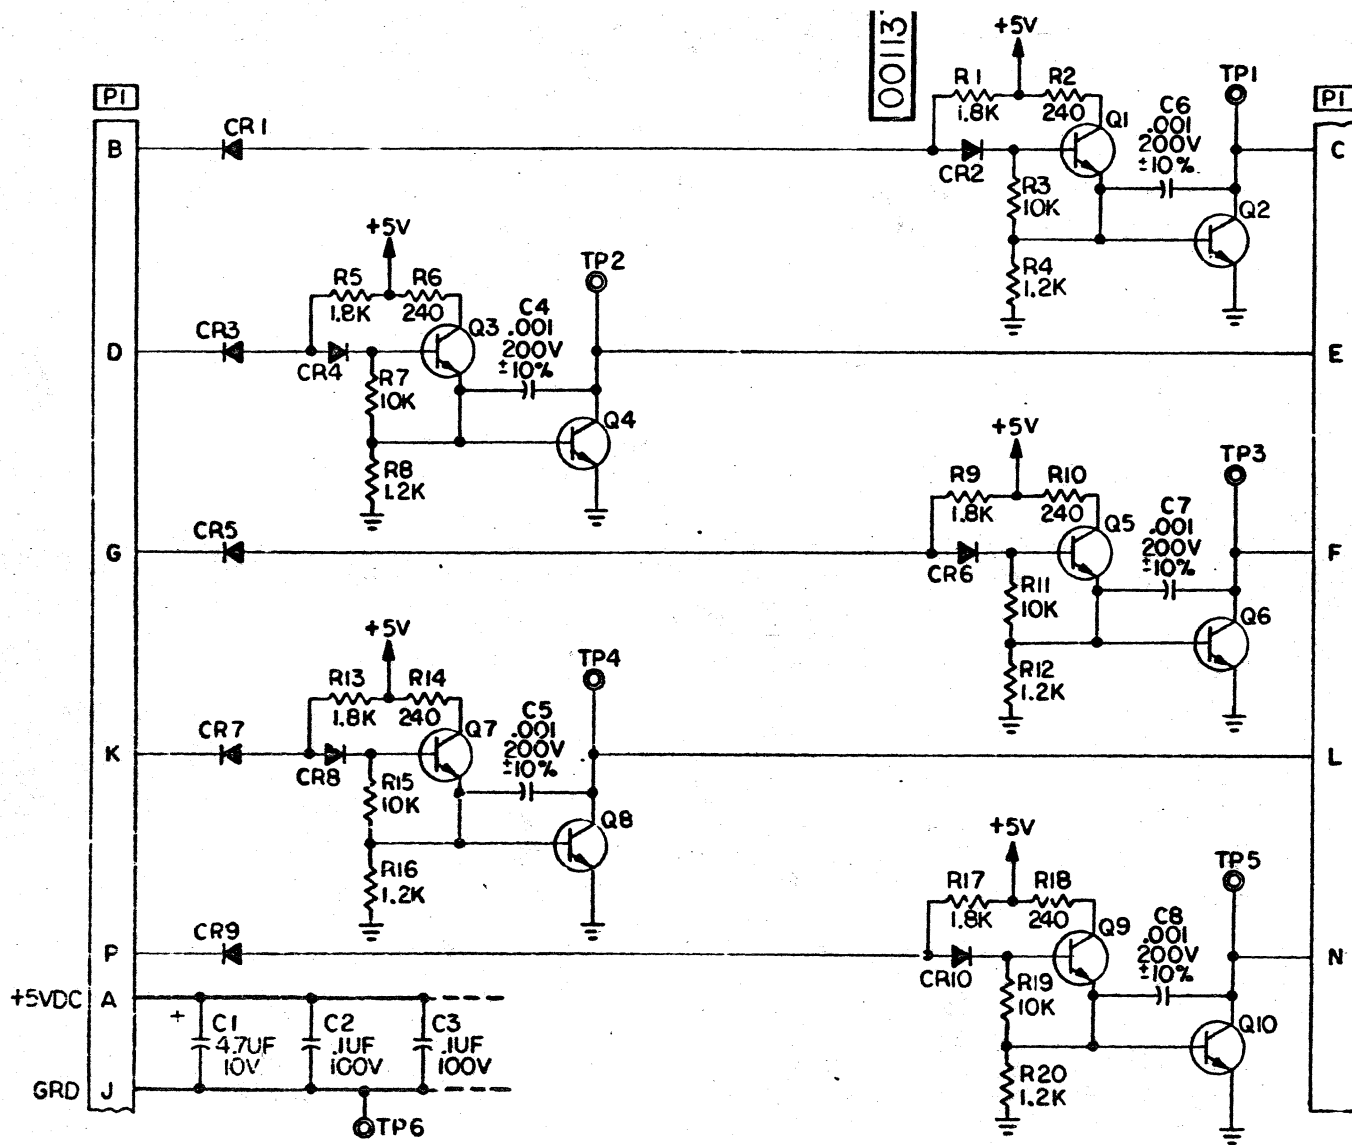 00113
+5V
P1
R1
R2
TP1
P1
1.8K
240
C6
.001
200V
±10%
CR1
Q1
B
C
CR2
R3
10K
Q2
+5V
TP2
R4
1.2K
R5
R6
1.8K
240
C4
.001
200V
±10%
CR3
Q3
D
E
CR4
R7
10K
Q4
+5V
TP3
R8
1.2K
R9
R10
1.8K
240
C7
.001
200V
±10%
CR5
Q5
G
F
CR6
R11
10K
Q6
+5V
TP4
R12
1.2K
R13
R14
1.8K
240
C5
.001
200V
±10%
CR7
Q7
K
L
CR8
R15
10K
Q8
+5V
TP5
R16
1.2K
R17
R18
1.8K
240
C8
.001
200V
±10%
CR9
Q9
P
N
CR10
R19
10K
+5VDC A
+
C1
4.7UF
10V
C2
.1UF
100V
C3
.1UF
100V
Q10
R20
1.2K
GRD J
TP6